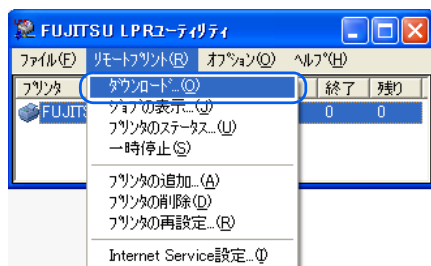 FUJITSU LPRユーティリティ
ファイル(F) リモートプリント(R) オプション(O) ヘルプ(H)
プリンタ 終了 残り
ダウンロード...(O)
FUJITS 0 0
ジョブの表示...(J)
プリンタのステータス...(U)
一時停止(S)
プリンタの追加...(A)
プリンタの削除(D)
プリンタの再設定...(R)
Internet Service設定...(I)